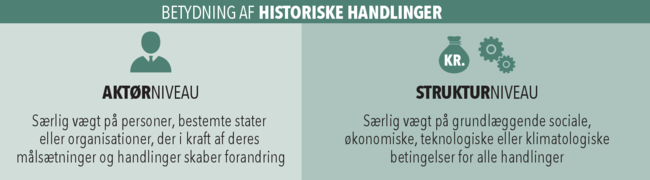 BETYDNING AF HISTORISKE HANDLINGER
AKTØRNIVEAU
Særlig vægt på personer, bestemte stater
eller organisationer, der i kraft af deres
målsætninger og handlinger skaber forandring
KR.
STRUKTURNIVEAU
Særlig vægt på grundlæggende sociale,
økonomiske, teknologiske eller klimatologiske
betingelser for alle handlinger